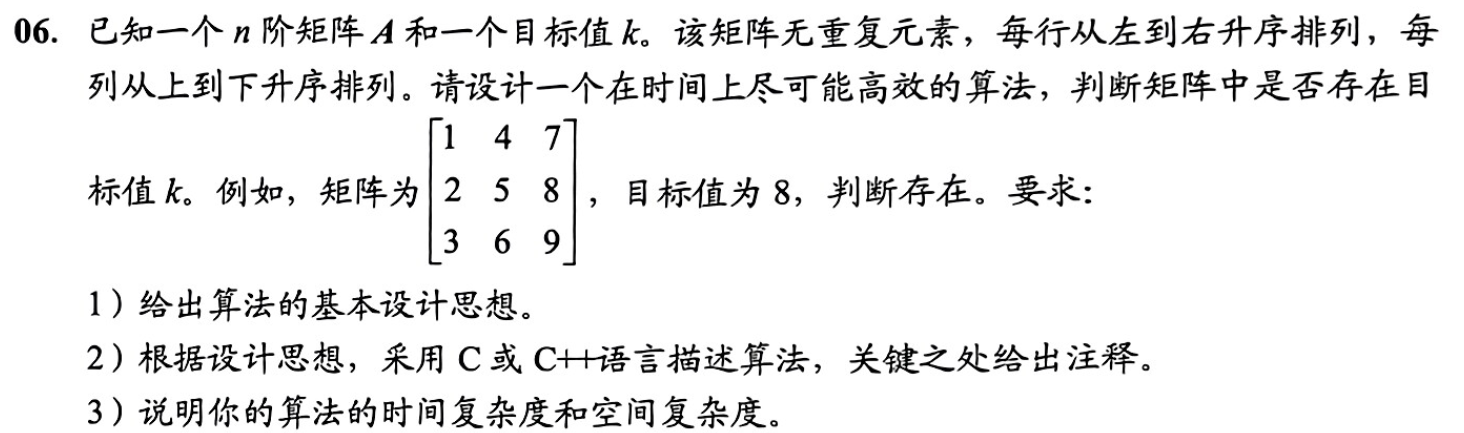 06. 已知一个 n 阶矩阵 A 和一个目标值 k。该矩阵无重复元素，每行从左到右升序排列，每
列从上到下升序排列。请设计一个在时间上尽可能高效的算法，判断矩阵中是否存在目
1 4 7
标值 k。例如，矩阵为 2 5 8 ，目标值为 8，判断存在。要求：
3 6 9
1）给出算法的基本设计思想。
2）根据设计思想，采用 C 或 C++语言描述算法，关键之处给出注释。
3）说明你的算法的时间复杂度和空间复杂度。